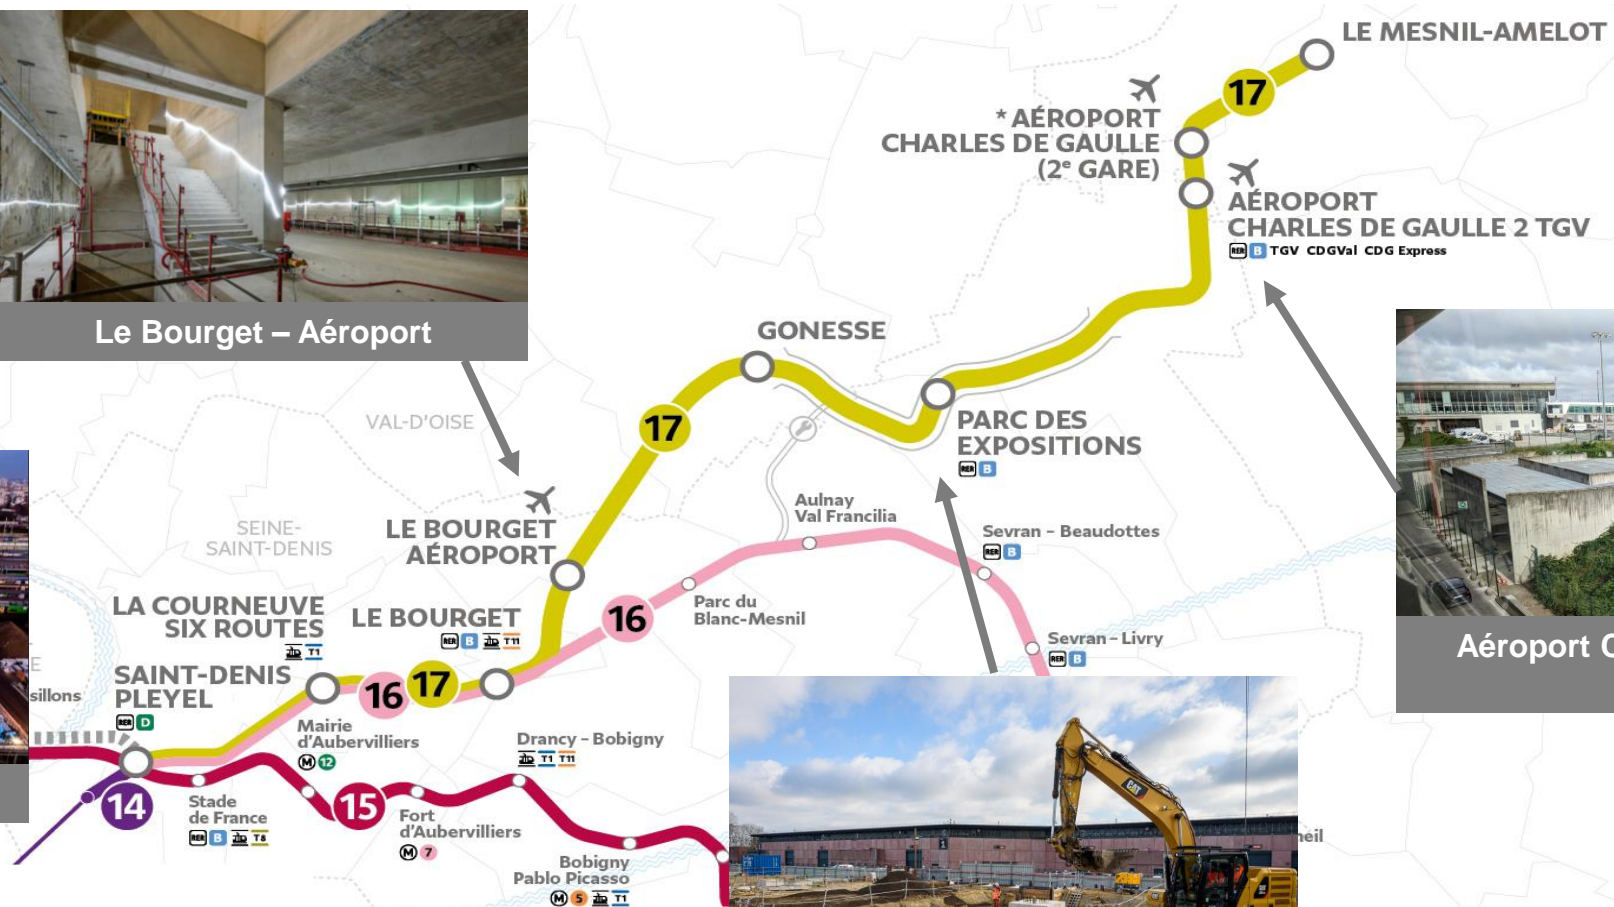 LE MESNIL-AMELOT
17
* AÉROPORT
CHARLES DE GAULLE
(2e GARE)
AÉROPORT
CHARLES DE GAULLE 2 TGV
RER B TGV CDGVal CDG Express
Le Bourget – Aéroport
GONESSE
17
VAL-D'OISE
PARC DES
EXPOSITIONS
RER B
Aulnay
Val Francilia
SEINE-
SAINT-DENIS
LE BOURGET
AÉROPORT
Sevran – Beaudottes
RER B
LA COURNEUVE
SIX ROUTES
T1
LE BOURGET
RER B T11
16
Parc du
Blanc-Mesnil
Sevran – Livry
RER B
Aéroport C
E
sillons
SAINT-DENIS
PLEYEL
RER D
16 17
Mairie
d'Aubervilliers
M 12
Drancy – Bobigny
T1 T11
14
Stade
de France
RER B T8
15
Fort
d'Aubervilliers
M 7
Bobigny
Pablo Picasso
M 5 T1
CAT
1
neil